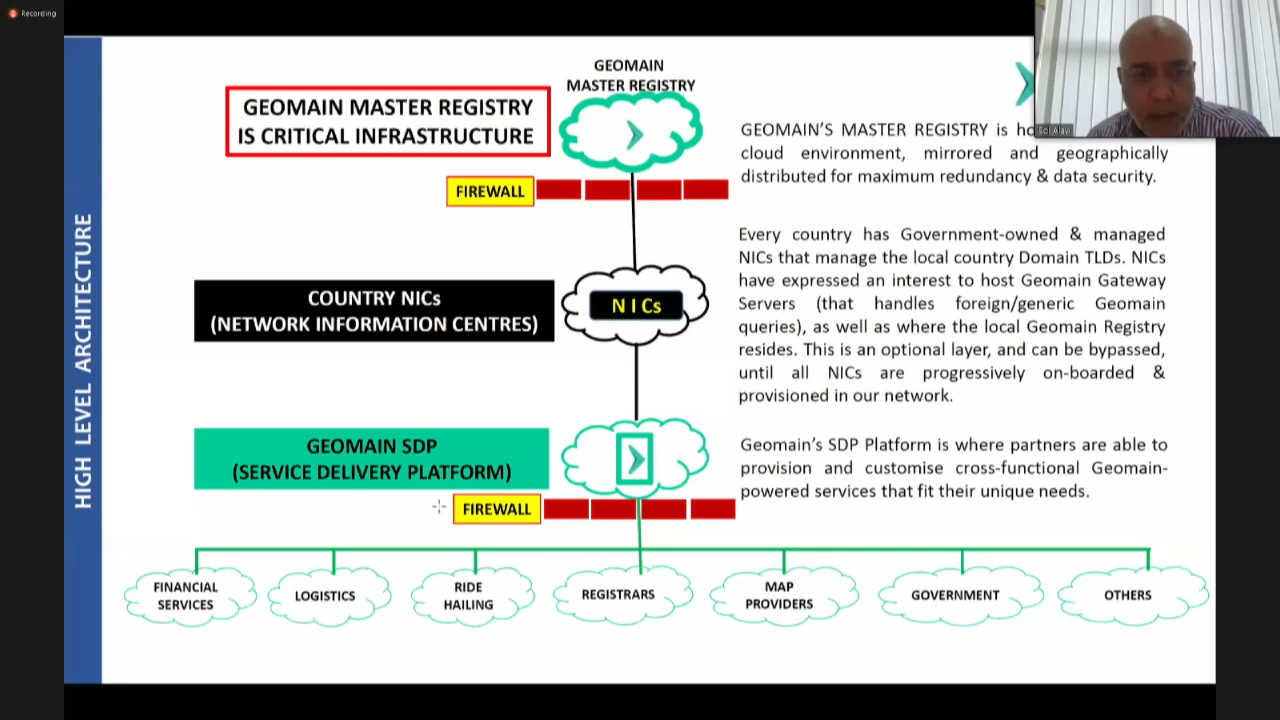 Recording
HIGH LEVEL ARCHITECTURE
GEOMAIN
MASTER REGISTRY
GEOMAIN MASTER REGISTRY
IS CRITICAL INFRASTRUCTURE
FIREWALL
GEOMAIN'S MASTER REGISTRY is
cloud environment, mirrored and geographically
distributed for maximum redundancy & data security.
COUNTRY NICs
(NETWORK INFORMATION CENTRES)
N I Cs
Every country has Government-owned & managed
NICs that manage the local country Domain TLDs. NICs
have expressed an interest to host Geomain Gateway
Servers (that handles foreign/generic Geomain
queries), as well as where the local Geomain Registry
resides. This is an optional layer, and can be bypassed,
until all NICs are progressively on-boarded &
provisioned in our network.
GEOMAIN SDP
(SERVICE DELIVERY PLATFORM)
FIREWALL
Geomain's SDP Platform is where partners are able to
provision and customise cross-functional Geomain-
powered services that fit their unique needs.
FINANCIAL
SERVICES
LOGISTICS
RIDE
HAILING
REGISTRARS
MAP
PROVIDERS
GOVERNMENT
OTHERS